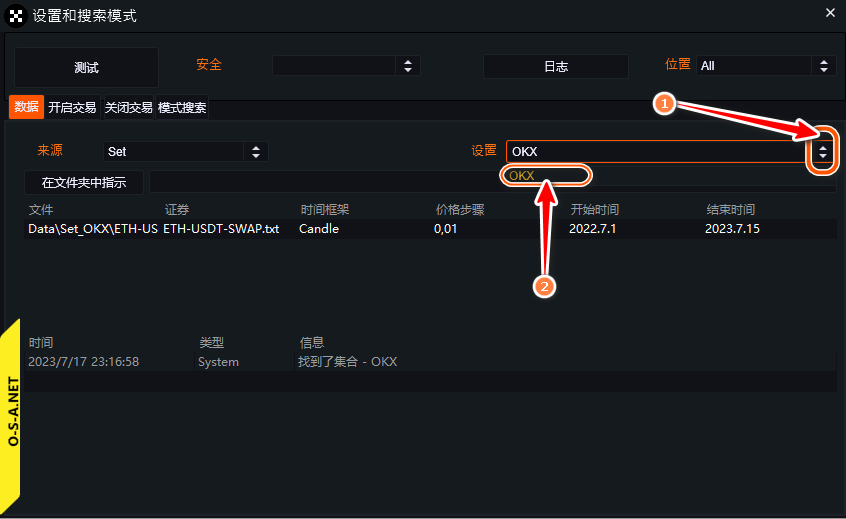 设置和搜索模式
测试 安全 日志 位置 All
数据 开启交易 关闭交易 模式搜索
1
来源 Set 设置 OKX
在文件夹中指示 OKX
文件 证券 时间框架 价格步骤 开始时间 结束时间
Data\Set_OKX\ETH-US ETH-USDT-SWAP.txt Candle 0,01 2022.7.1 2023.7.15
2
时间 类型 信息
2023/7/17 23:16:58 System 找到了集合 - OKX
O-S-A.NET